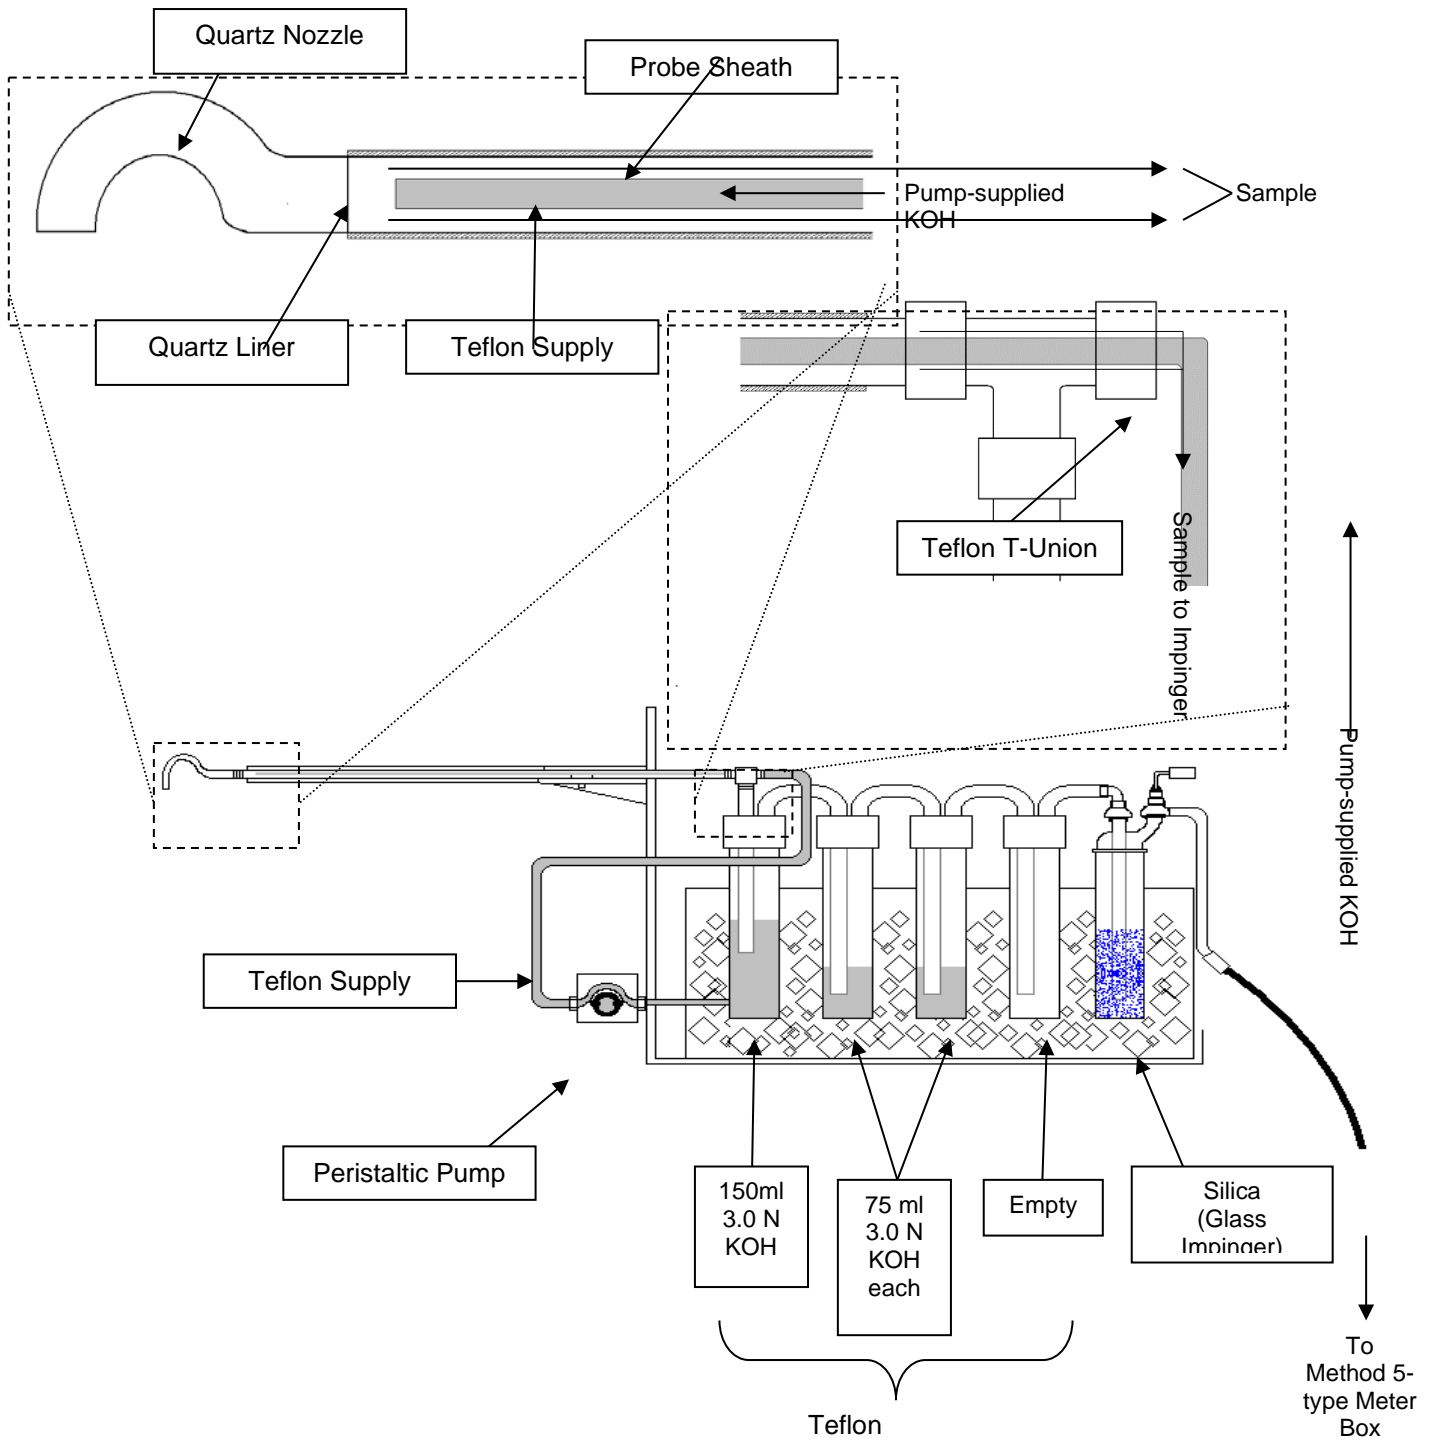 Quartz Nozzle
Probe Sheath
Pump-supplied
KOH
Sample
Quartz Liner
Teflon Supply
Teflon T-Union
Sample to Impinger
Pump-supplied KOH
Teflon Supply
Peristaltic Pump
150ml
3.0 N
KOH
75 ml
3.0 N
KOH
each
Empty
Silica
(Glass
Impinger)
Teflon
To
Method 5-
type Meter
Box